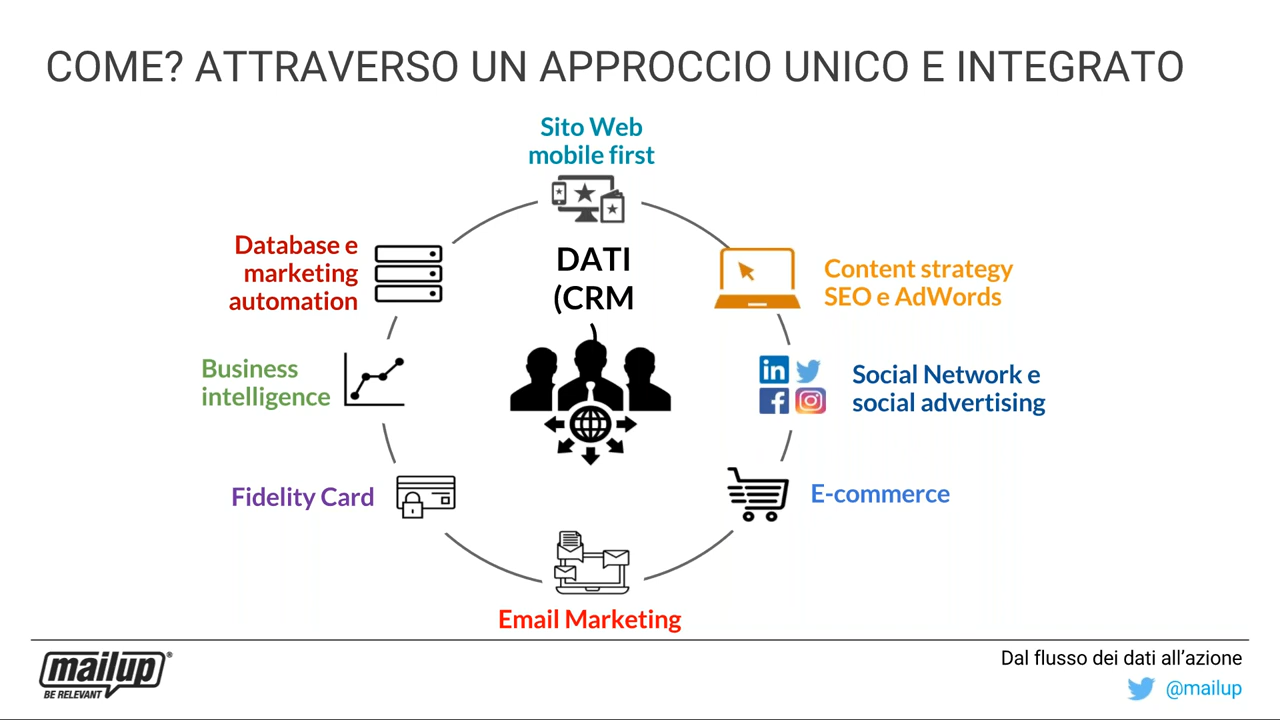 COME? ATTRAVERSO UN APPROCCIO UNICO E INTEGRATO
Sito Web
mobile first
Database e
marketing
automation
DATI
(CRM
)
Content strategy
SEO e AdWords
Business
intelligence
in
f
Social Network e
social advertising
Fidelity Card
E-commerce
Email Marketing
mailup®
BE RELEVANT
Dal flusso dei dati all'azione
@mailup